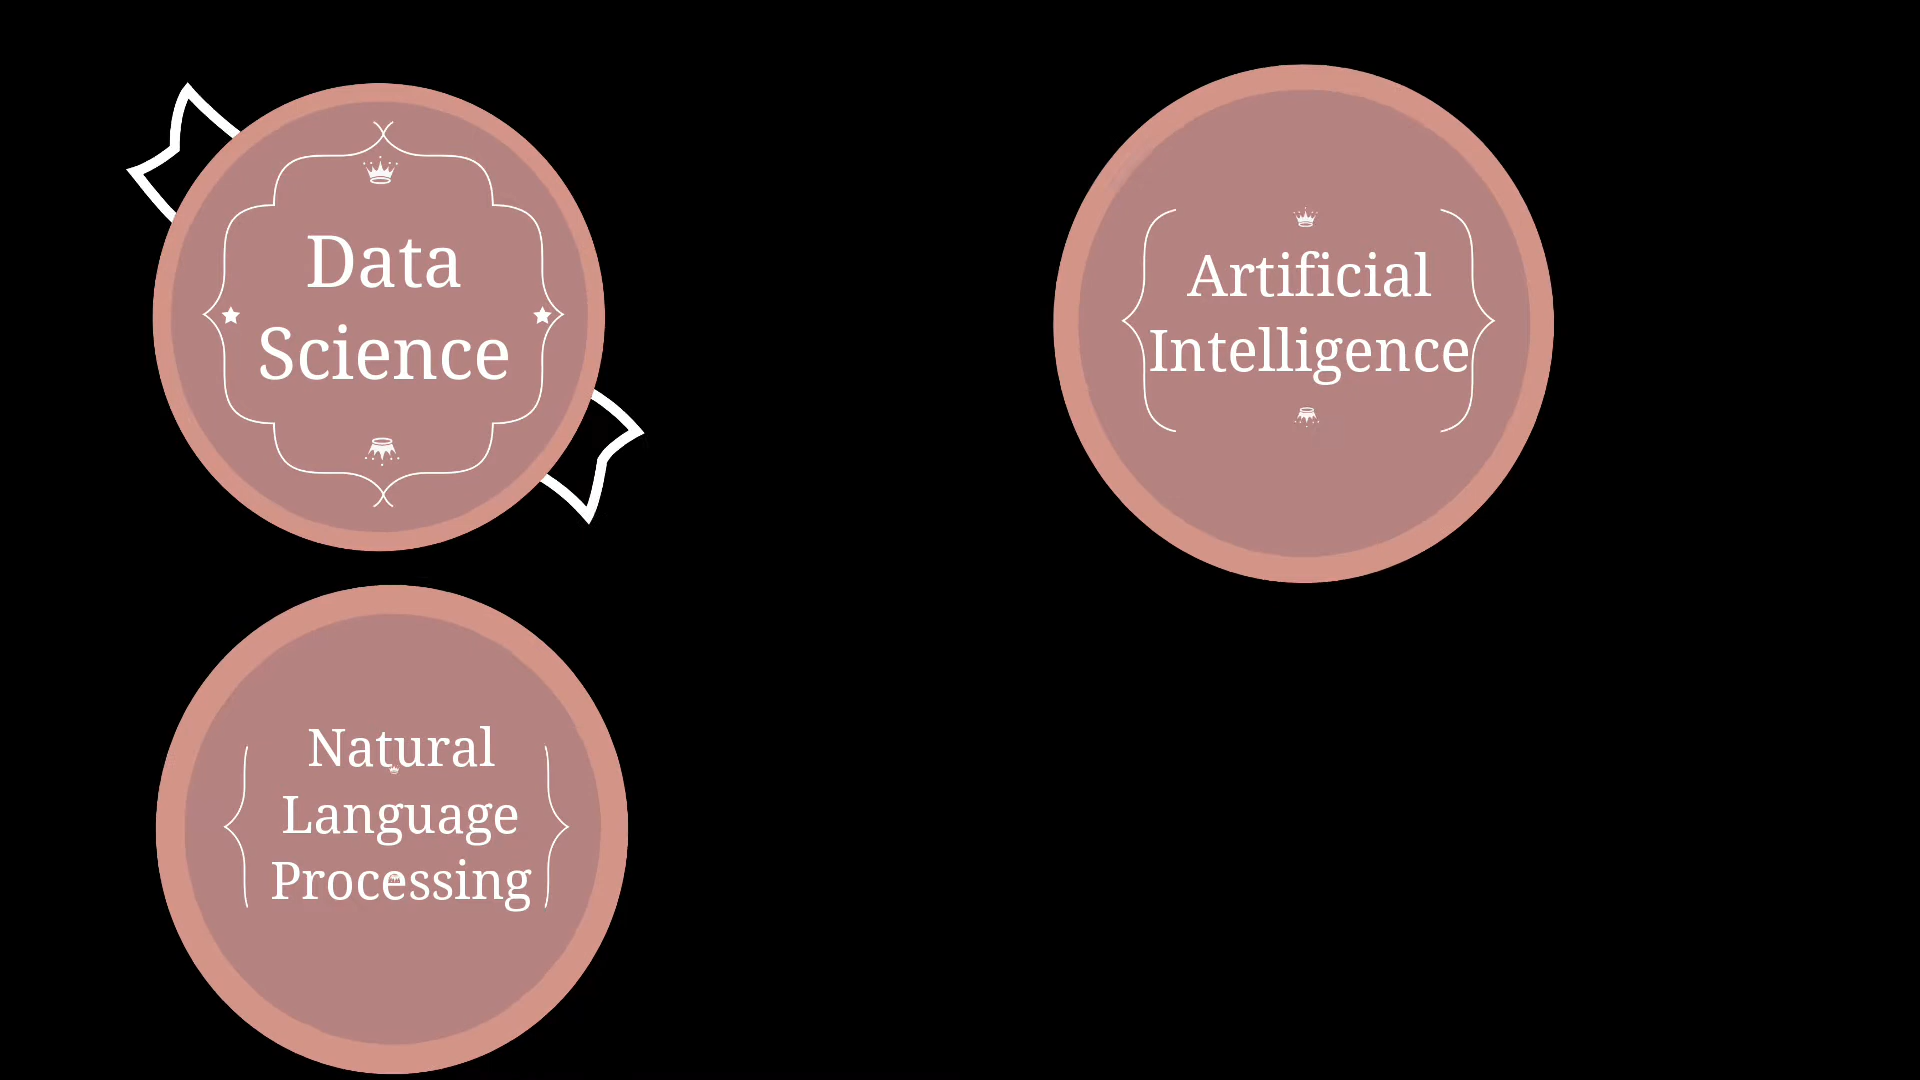 Data
Science
Artificial
Intelligence
Natural
Language
Processing